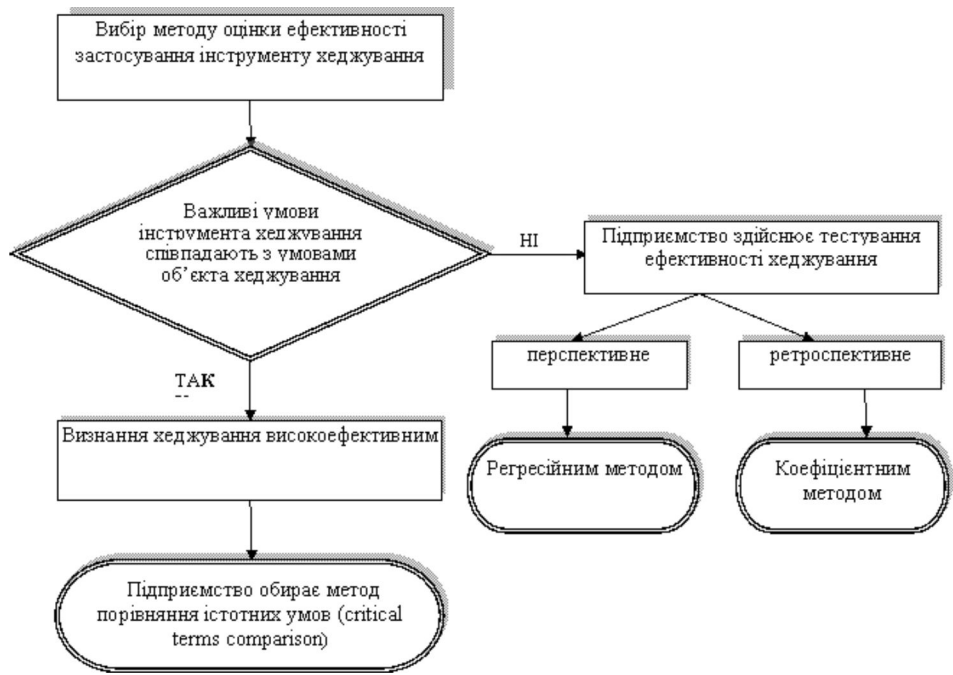 Вибір методу оцінки ефективності
застосування інструменту хеджування
Важливі умови
інструмента хеджування
співпадають з умовами
об’єкта хеджування
НІ
Підприємство здійснює тестування
ефективності хеджування
перспективне
ретроспективне
ТАК
Визнання хеджування високоефективним
Регресійним методом
Коефіцієнтним
методом
Підприємство обирає метод
порівняння істотних умов (critical
terms comparison)